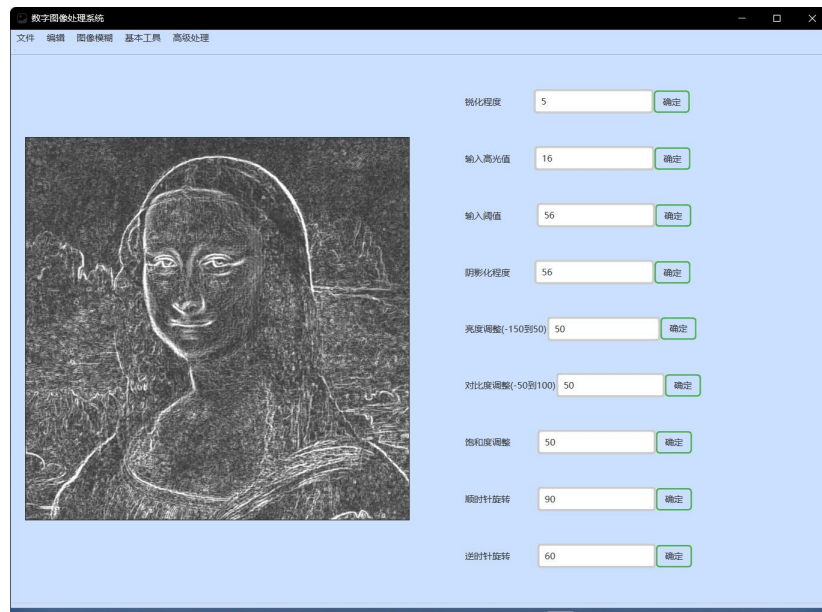 数字图像处理系统
文件 编辑 图像模糊 基本工具 高级处理
锐化程度 5 确定
输入高光值 16 确定
输入阈值 56 确定
阴影化程度 56 确定
亮度调整(-150到50) 50 确定
对比度调整(-50到100) 50 确定
饱和度调整 50 确定
顺时针旋转 90 确定
逆时针旋转 60 确定